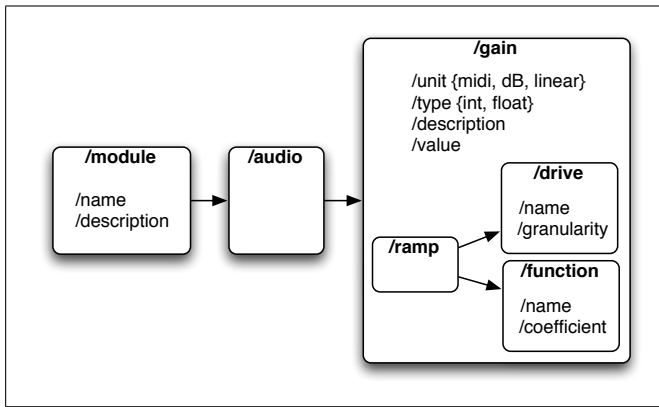 /module
/name
/description
/audio
/gain
/unit {midi, dB, linear}
/type {int, float}
/description
/value
/ramp
/drive
/name
/granularity
/function
/name
/coefficient